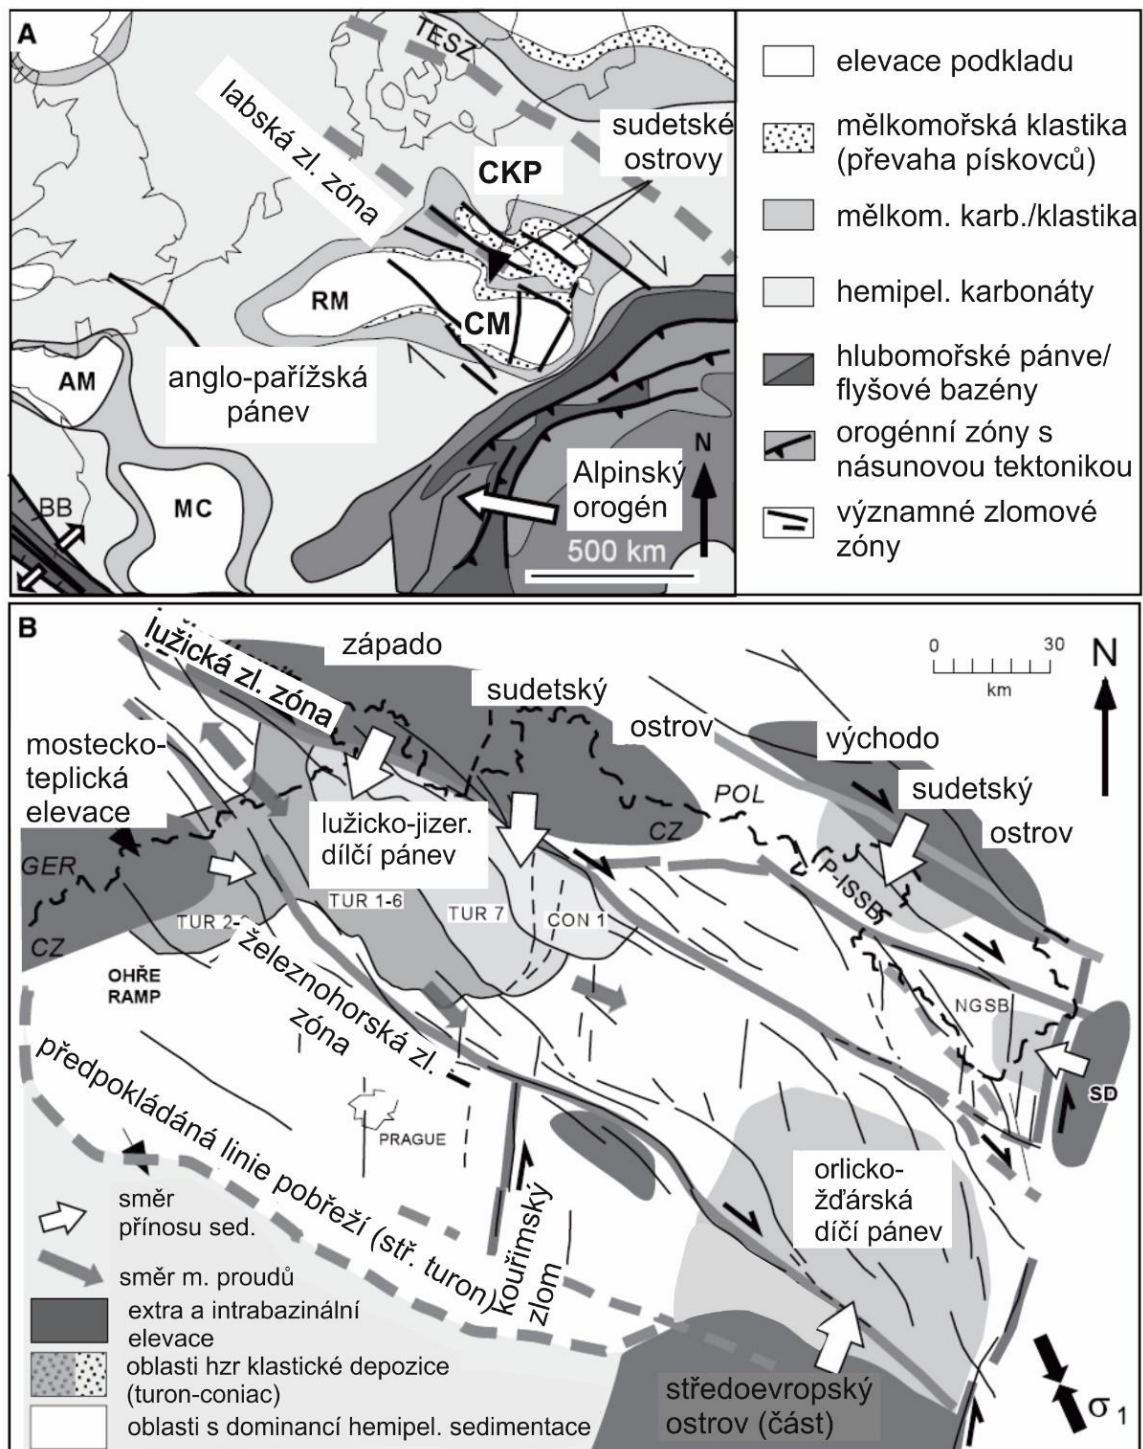 A
TESZ
labská zl. zóna
sudetské
ostrovy
CKP
RM
CM
AM
anglo-pařížská
pánev
BB
MC
N
Alpinský
orogén
500 km
elevace podkladu
mělkomořská klastika
(převaha pískovců)
mělkom. karb./klastika
hemipel. karbonáty
hlubomořské pánve/
flyšové bazény
orogénní zóny s
násunovou tektonikou
významné zlomové
zóny
B
lužická zl. zóna
západo
sudetský
ostrov
0 30
km
N
mostecko-
teplická
elevace
východo
sudetský
ostrov
POL
CZ
lužicko-jizer.
dílčí pánev
GER
CZ
P-ISSB
TUR 1-6
TUR 7
CON 1
TUR 2-
OHŘE
RAMP
železnohorská zl.
zóna
NGSB
SD
předpokládáná linie pobřeží (stř. turon)
PRAGUE
kouřimský
zlom
orlicko-
žďárská
díčí pánev
směr
přínosu sed.
směr m. proudů
extra a intrabazinální
elevace
oblasti hzr klastické depozice
(turon-coniac)
oblasti s dominancí hemipel. sedimentace
středoevropský
ostrov (část)
σ 1